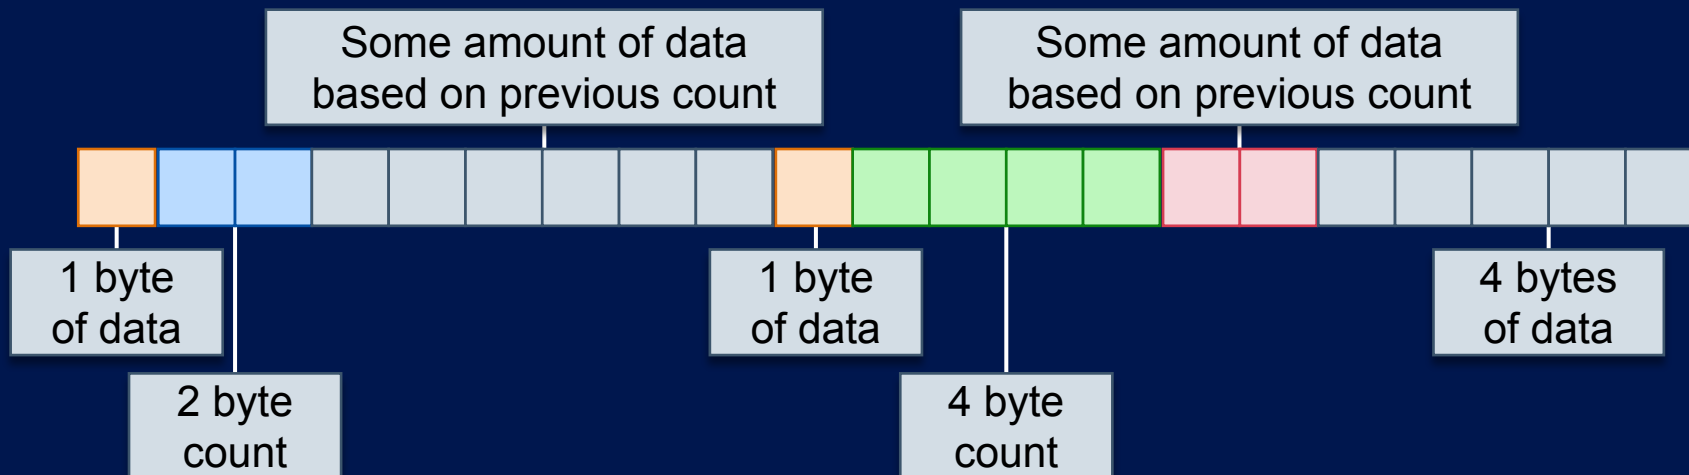 Some amount of data
based on previous count
Some amount of data
based on previous count
1 byte
of data
2 byte
count
1 byte
of data
4 byte
count
4 bytes
of data